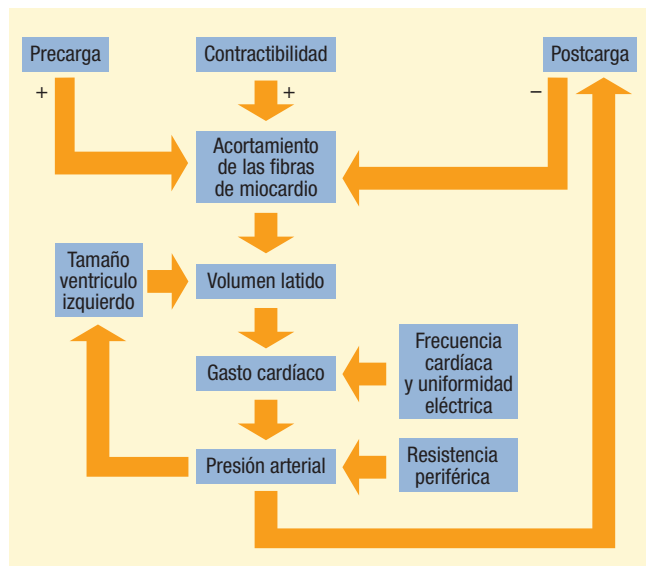 Precarga
Contractibilidad
Postcarga
+
+
−
Acortamiento
de las fibras
de miocardio
Tamaño
ventriculo
izquierdo
Volumen latido
Gasto cardíaco
Frecuencia
cardíaca
y uniformidad
eléctrica
Presión arterial
Resistencia
periférica